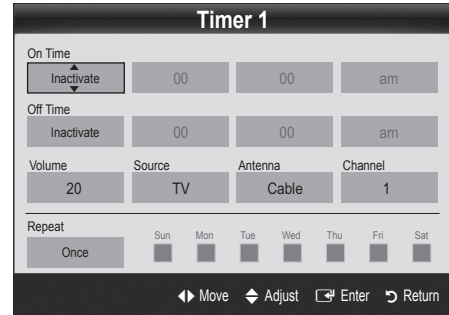 Timer 1
On Time
Inactivate 00 00 am
Off Time
Inactivate 00 00 am
Volume Source Antenna Channel
20 TV Cable 1
Repeat Sun Mon Tue Wed Thu Fri Sat
Once
Move Adjust Enter Return